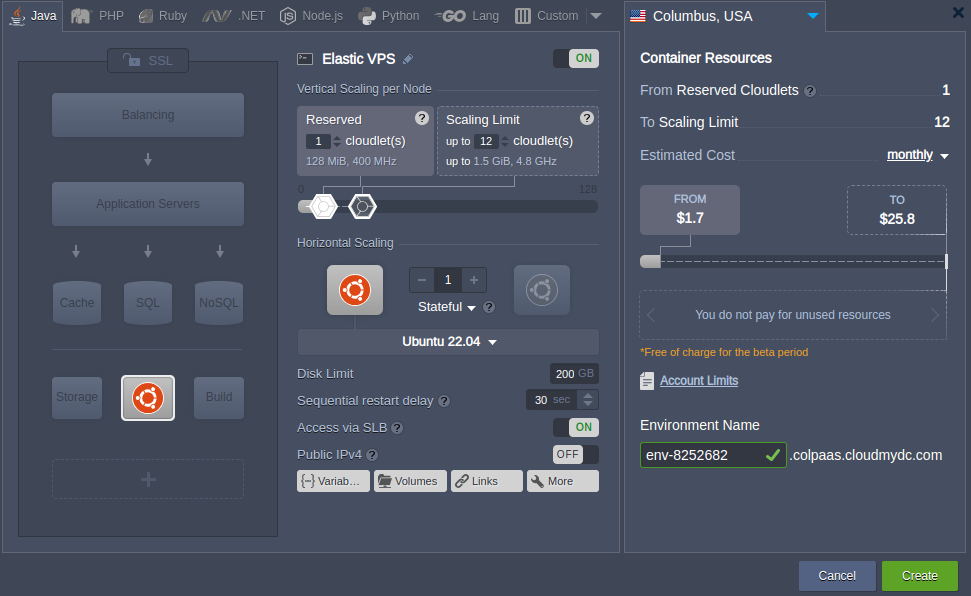 Java PHP Ruby .NET Node.js Python GO Lang Custom
SSL
Balancing
Application Servers
Cache SQL NoSQL
Storage Build
Elastic VPS ON
Vertical Scaling per Node
Reserved ?
1 cloudlet(s)
128 MiB, 400 MHz
Scaling Limit ?
up to 12 cloudlet(s)
up to 1.5 GiB, 4.8 GHz
0 128
Horizontal Scaling
1
Stateful ?
Ubuntu 22.04
Disk Limit 200 GB
Sequential restart delay ? 30 sec
Access via SLB ? ON
Public IPv4 ? OFF
Variab... Volumes Links More
Columbus, USA
Container Resources
From Reserved Cloudlets ? 1
To Scaling Limit 12
Estimated Cost monthly
FROM
$1.7
TO
$25.8
You do not pay for unused resources
*Free of charge for the beta period
Account Limits
Environment Name
env-8252682 .colpaas.cloudmydc.com
Cancel Create